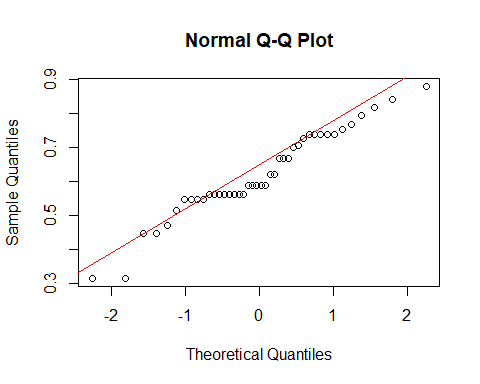 Normal Q-Q Plot
Sample Quantiles
0.9
0.7
0.5
0.3
-2 -1 0 1 2
Theoretical Quantiles